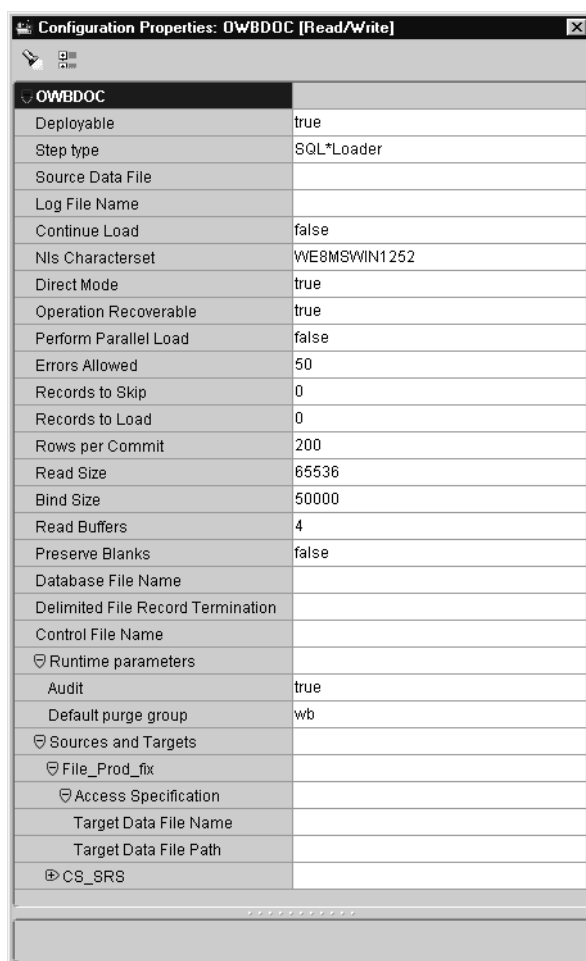 Configuration Properties: OWBDOC [Read/Write]
OWBDOC
Deployable true
Step type SQL*Loader
Source Data File
Log File Name
Continue Load false
Nls Characterset WE8MSWIN1252
Direct Mode true
Operation Recoverable true
Perform Parallel Load false
Errors Allowed 50
Records to Skip 0
Records to Load 0
Rows per Commit 200
Read Size 65536
Bind Size 50000
Read Buffers 4
Preserve Blanks false
Database File Name
Delimited File Record Termination
Control File Name
Runtime parameters
Audit true
Default purge group wb
Sources and Targets
File_Prod_fix
Access Specification
Target Data File Name
Target Data File Path
CS_SRS